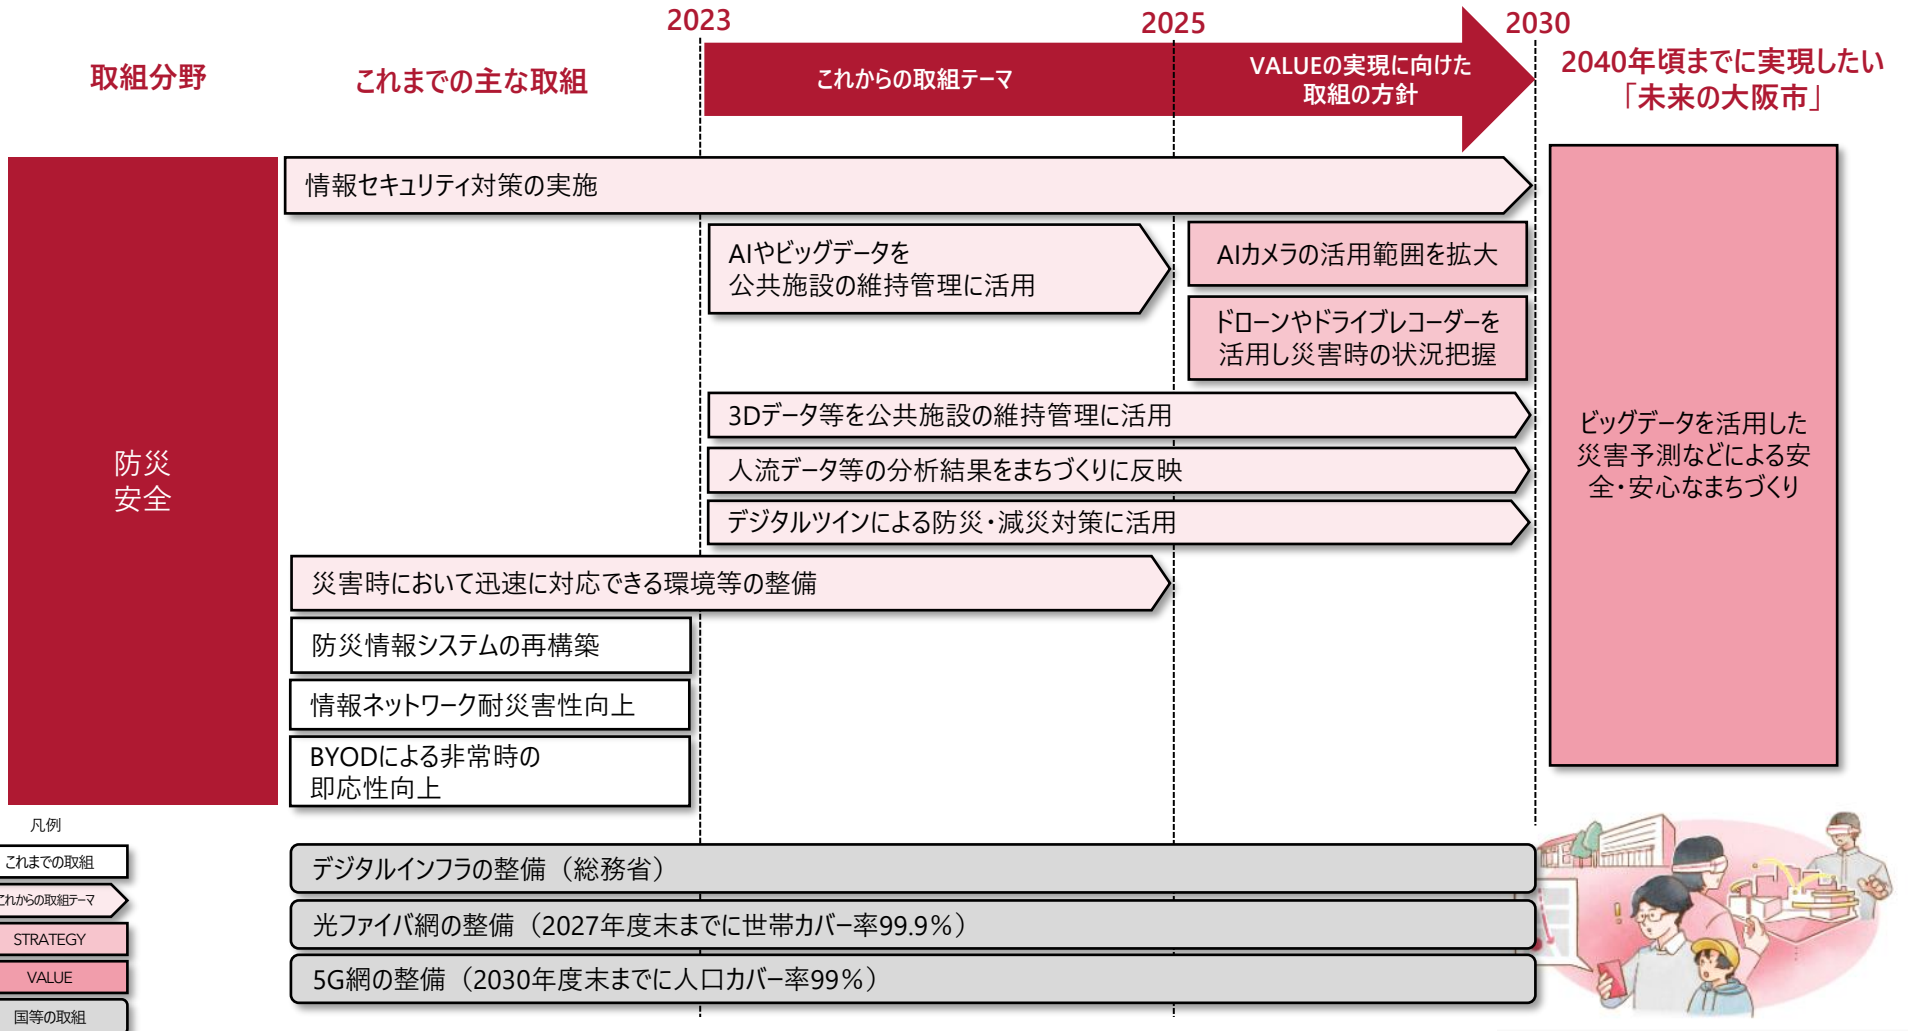 2023
2025
2030
取組分野
これまでの主な取組
これからの取組テーマ
VALUEの実現に向けた
取組の方針
2040年頃までに実現したい
「未来の大阪市」
防災
安全
情報セキュリティ対策の実施
AIやビッグデータを
公共施設の維持管理に活用
AIカメラの活用範囲を拡大
ドローンやドライブレコーダーを
活用し災害時の状況把握
3Dデータ等を公共施設の維持管理に活用
人流データ等の分析結果をまちづくりに反映
デジタルツインによる防災・減災対策に活用
災害時において迅速に対応できる環境等の整備
防災情報システムの再構築
情報ネットワーク耐災害性向上
BYODによる非常時の
即応性向上
ビッグデータを活用した
災害予測などによる安
全・安心なまちづくり
凡例
これまでの取組
これからの取組テーマ
STRATEGY
VALUE
国等の取組
デジタルインフラの整備（総務省）
光ファイバ網の整備（2027年度末までに世帯カバー率99.9％）
5G網の整備（2030年度末までに人口カバー率99％）